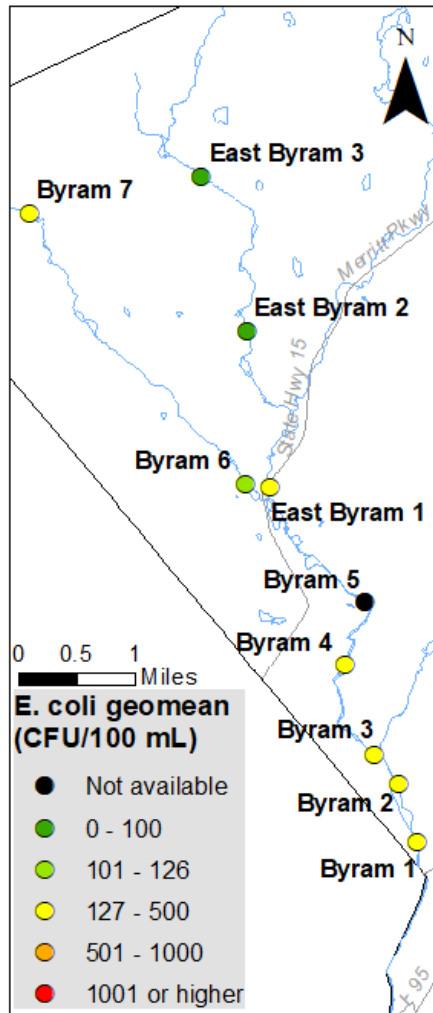 N
East Byram 3
Byram 7
Merritt Pkwy
East Byram 2
State Hwy 15
Byram 6
East Byram 1
Byram 5
Byram 4
0 0.5 1
Miles
Byram 3
E. coli geomean
(CFU/100 mL)
Byram 2
Not available
0 - 100
Byram 1
101 - 126
127 - 500
501 - 1000
1001 or higher
I- 95